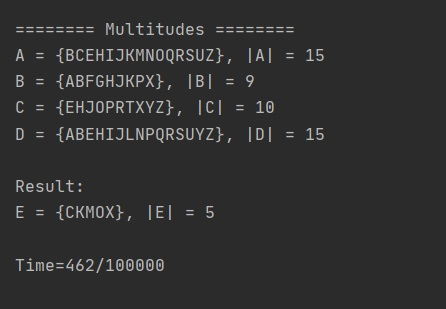 ======== Multitudes ========
A = {BCEHIJKMNOQRSUZ}, |A| = 15
B = {ABFGHJKPX}, |B| = 9
C = {EHJOPRTXYZ}, |C| = 10
D = {ABEHIJLNPQRSUYZ}, |D| = 15
Result:
E = {CKMOX}, |E| = 5
Time=462/100000